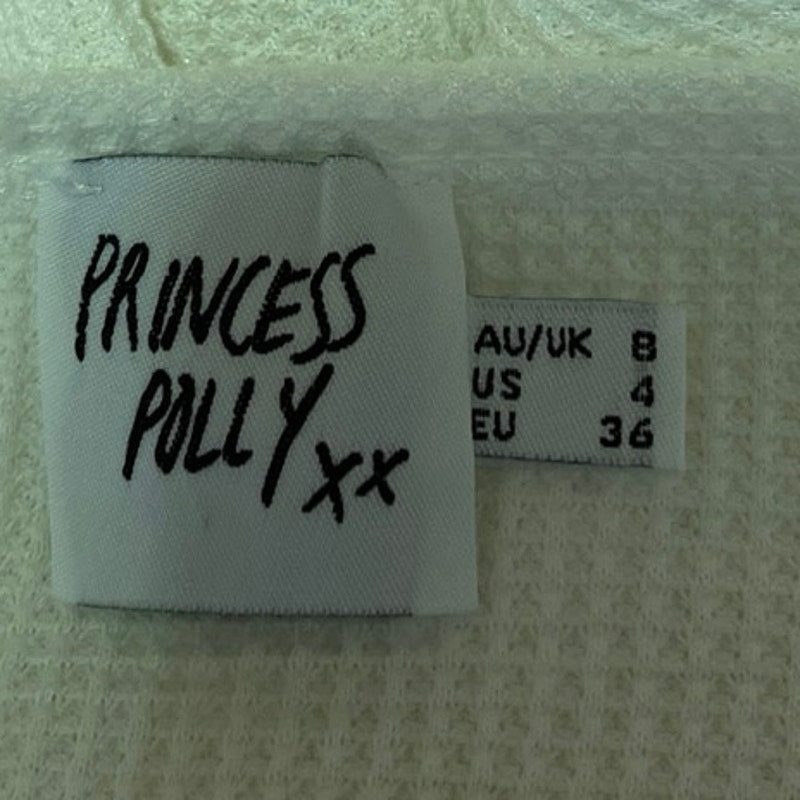 PRINCESS
POLLY xx
AU/UK 8
US 4
EU 36